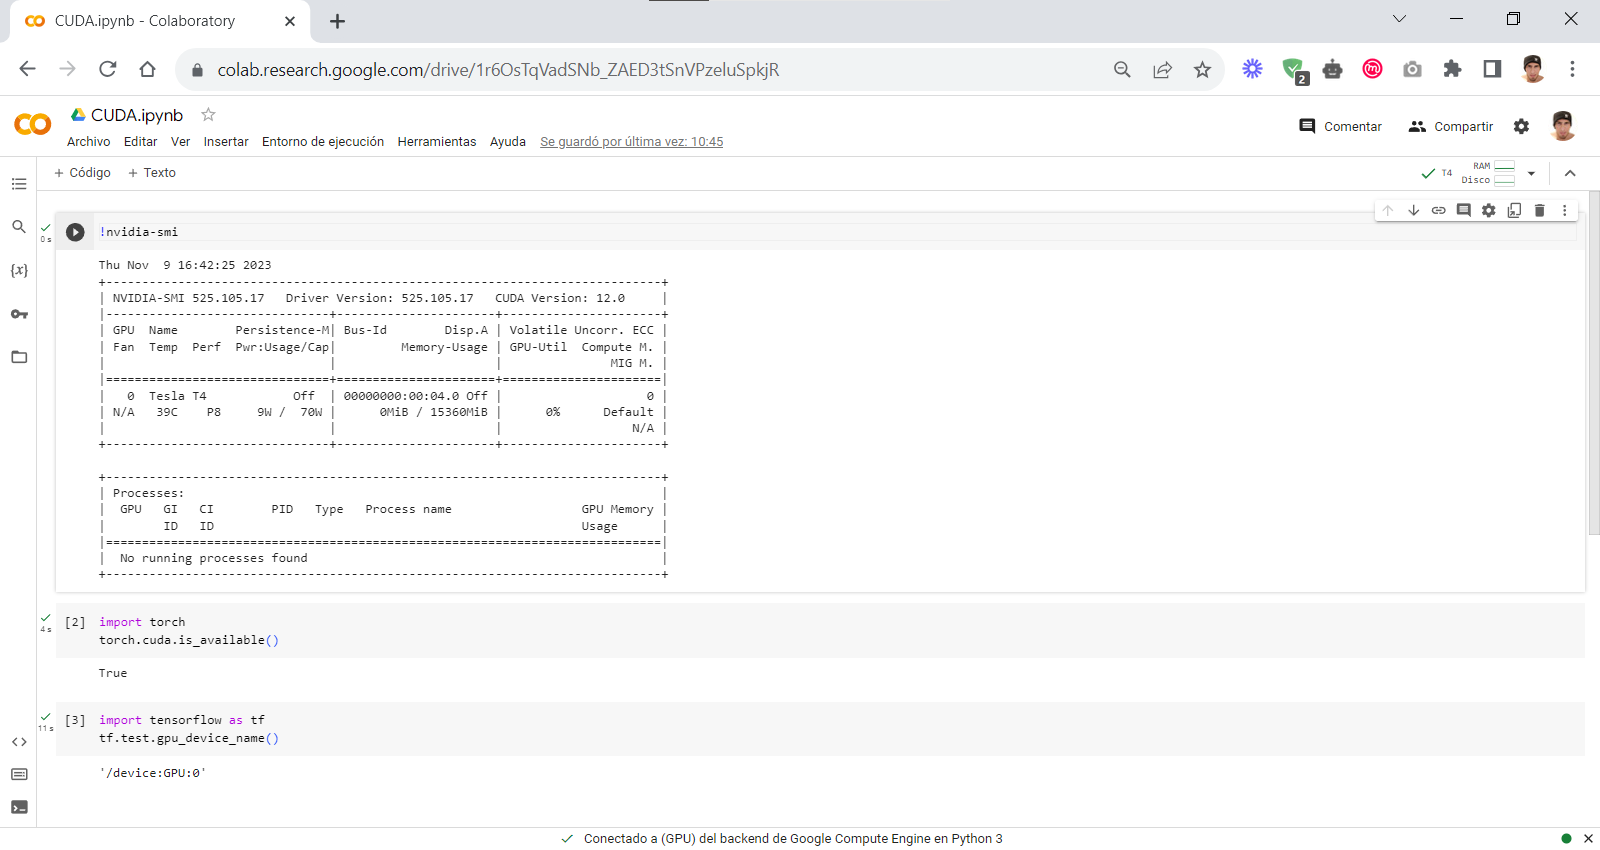 CUDA.ipynb - Colaboratory
colab.research.google.com/drive/1r6OsTqVadSNb_ZAED3tSnVPzeluSpkjR
2
CUDA.ipynb
Comentar Compartir
Archivo Editar Ver Insertar Entorno de ejecución Herramientas Ayuda Se guardó por última vez: 10:45
+ Código + Texto
T4 RAM
Disco
0 s
!nvidia-smi
Thu Nov  9 16:42:25 2023
+-----------------------------------------------------------------------------+
| NVIDIA-SMI 525.105.17   Driver Version: 525.105.17   CUDA Version: 12.0     |
|-------------------------------+----------------------+----------------------+
| GPU  Name        Persistence-M| Bus-Id        Disp.A | Volatile Uncorr. ECC |
| Fan  Temp  Perf  Pwr:Usage/Cap|         Memory-Usage | GPU-Util  Compute M. |
|                               |                      |               MIG M. |
|===============================+======================+======================|
|   0  Tesla T4            Off  | 00000000:00:04.0 Off |                    0 |
| N/A   39C    P8     9W /  70W |      0MiB / 15360MiB |      0%      Default |
|                               |                      |                  N/A |
+-------------------------------+----------------------+----------------------+
+-----------------------------------------------------------------------------+
| Processes:                                                                  |
|  GPU   GI   CI        PID   Type   Process name                  GPU Memory |
|        ID   ID                                                   Usage      |
|=============================================================================|
|  No running processes found                                                 |
+-----------------------------------------------------------------------------+
4 s
[2] import torch
torch.cuda.is_available()
True
11 s
[3] import tensorflow as tf
tf.test.gpu_device_name()
'/device:GPU:0'
Conectado a (GPU) del backend de Google Compute Engine en Python 3